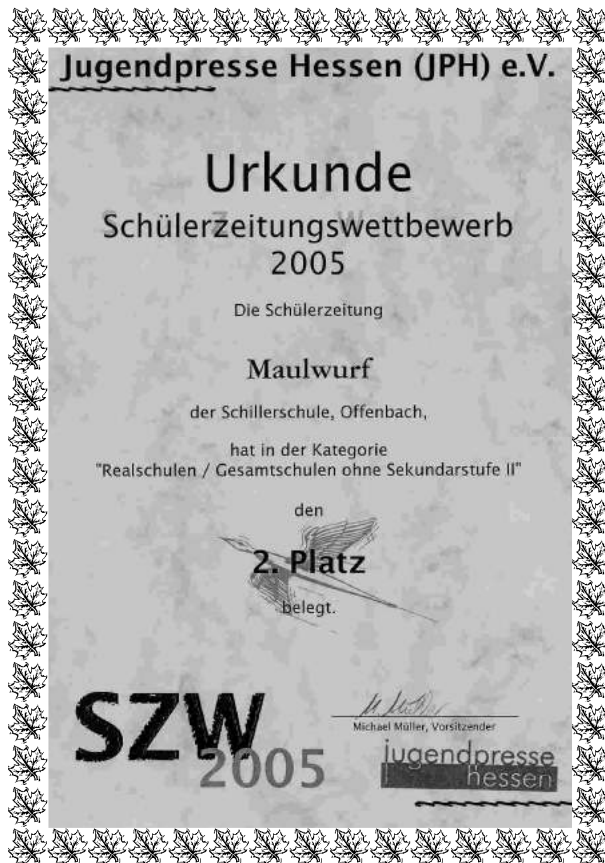 Jugendpresse Hessen (JPH) e.V.
Urkunde
Schülerzeitungswettbewerb
2005
Die Schülerzeitung
Maulwurf
der Schillerschule, Offenbach,
hat in der Kategorie
"Realschulen / Gesamtschulen ohne Sekundarstufe II"
den
2. Platz
belegt.
SZW
2005
Michael Müller, Vorsitzender
jugendpresse
hessen